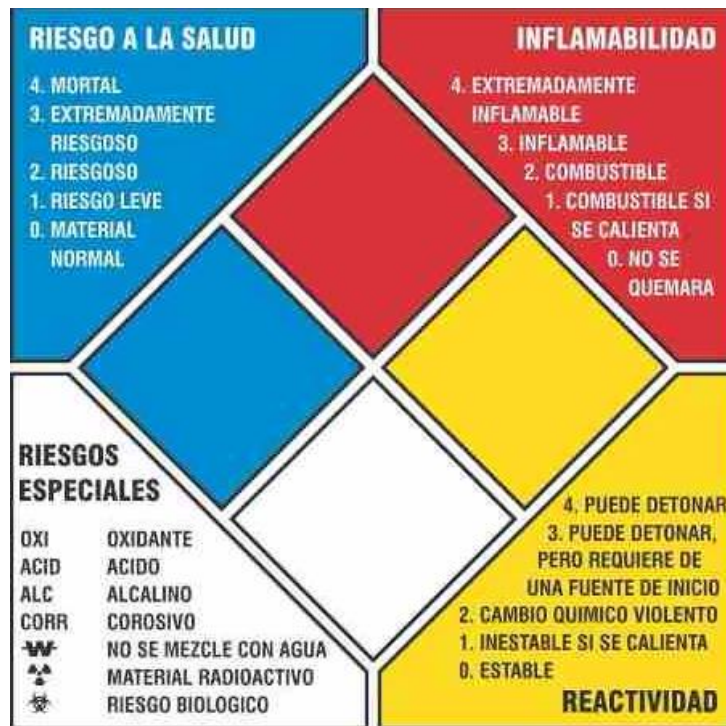 RIESGO A LA SALUD
4. MORTAL
3. EXTREMADAMENTE
RIESGOSO
2. RIESGOSO
1. RIESGO LEVE
0. MATERIAL
NORMAL
INFLAMABILIDAD
4. EXTREMADAMENTE
INFLAMABLE
3. INFLAMABLE
2. COMBUSTIBLE
1. COMBUSTIBLE SI
SE CALIENTA
0. NO SE
QUEMARA
RIESGOS
ESPECIALES
OXI OXIDANTE
ACID ACIDO
ALC ALCALINO
CORR COROSIVO
W NO SE MEZCLE CON AGUA
MATERIAL RADIOACTIVO
RIESGO BIOLOGICO
4. PUEDE DETONAR
3. PUEDE DETONAR,
PERO REQUIERE DE
UNA FUENTE DE INICIO
2. CAMBIO QUIMICO VIOLENTO
1. INESTABLE SI SE CALIENTA
0. ESTABLE
REACTIVIDAD